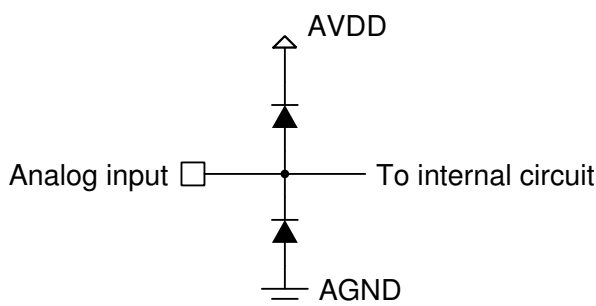 AVDD
Analog input
To internal circuit
AGND